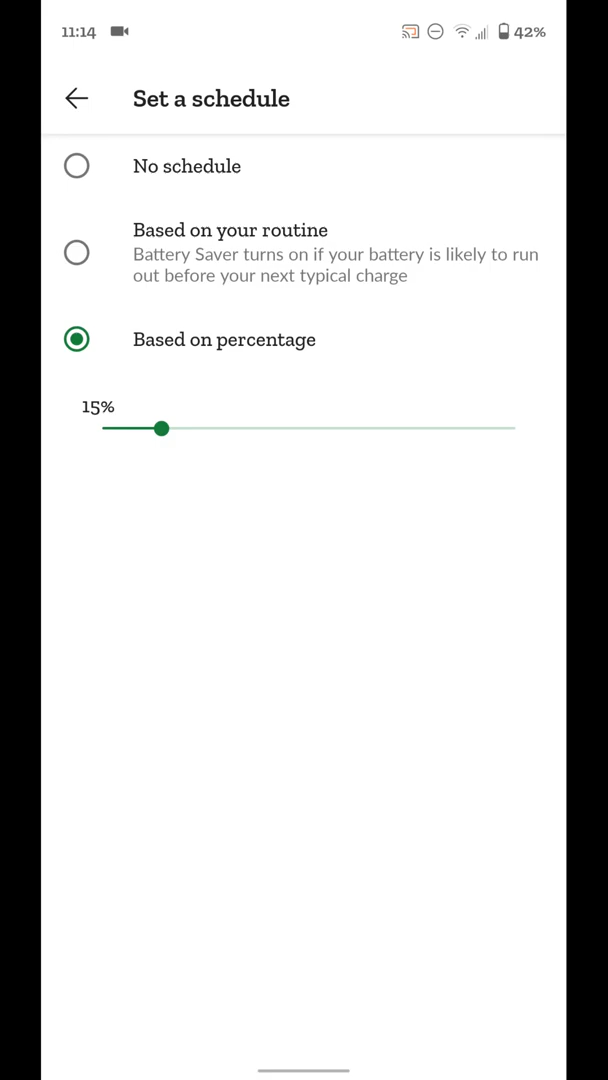 11:14
42%
Set a schedule
No schedule
Based on your routine
Battery Saver turns on if your battery is likely to run
out before your next typical charge
Based on percentage
15%